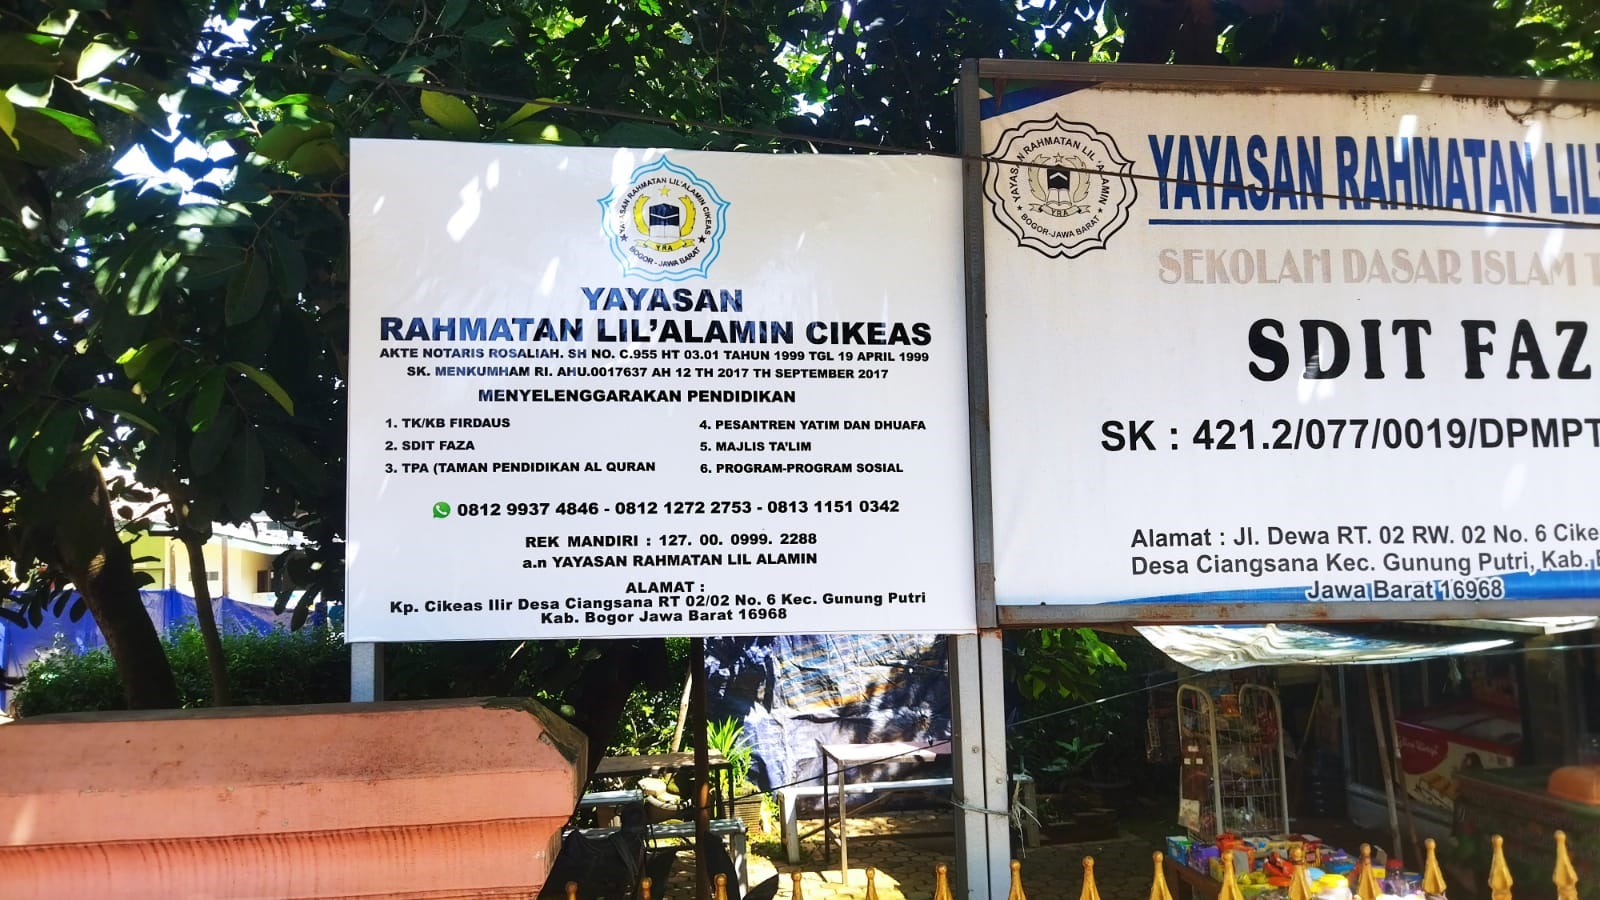 YAYASAN RAHMATAN LIL'ALAMIN CIKEAS
YRA
BOGOR - JAWA BARAT
YAYASAN
RAHMATAN LIL'ALAMIN CIKEAS
AKTE NOTARIS ROSALIAH. SH NO. C.955 HT 03.01 TAHUN 1999 TGL 19 APRIL 1999
SK. MENKUMHAM RI. AHU.0017637 AH 12 TH 2017 TH SEPTEMBER 2017
MENYELENGGARAKAN PENDIDIKAN
1. TK/KB FIRDAUS
2. SDIT FAZA
3. TPA (TAMAN PENDIDIKAN AL QURAN
4. PESANTREN YATIM DAN DHUAFA
5. MAJLIS TA'LIM
6. PROGRAM-PROGRAM SOSIAL
0812 9937 4846 - 0812 1272 2753 - 0813 1151 0342
REK MANDIRI : 127. 00. 0999. 2288
a.n YAYASAN RAHMATAN LIL ALAMIN
ALAMAT :
Kp. Cikeas Ilir Desa Ciangsana RT 02/02 No. 6 Kec. Gunung Putri
Kab. Bogor Jawa Barat 16968
YAYASAN RAHMATAN LIL 'ALAMIN
YRA
BOGOR-JAWA BARAT
YAYASAN RAHMATAN LIL'
SEKOLAH DASAR ISLAM T
SDIT FAZ
SK : 421.2/077/0019/DPMPT
Alamat : Jl. Dewa RT. 02 RW. 02 No. 6 Cike
Desa Ciangsana Kec. Gunung Putri, Kab. B
Jawa Barat 16968